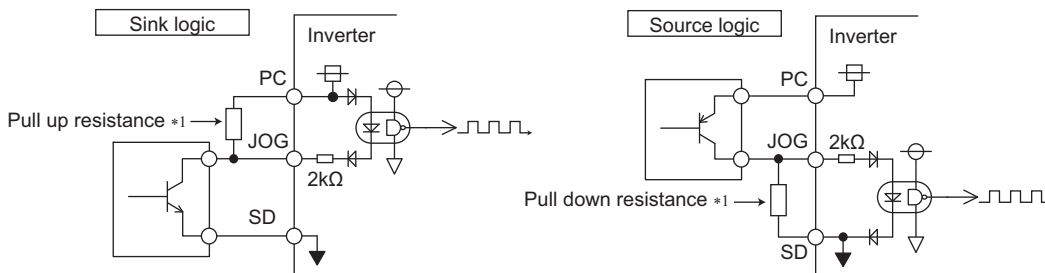 Sink logic
Inverter
PC
Pull up resistance *1
JOG
2kΩ
SD
Source logic
Inverter
PC
JOG
2kΩ
Pull down resistance *1
SD